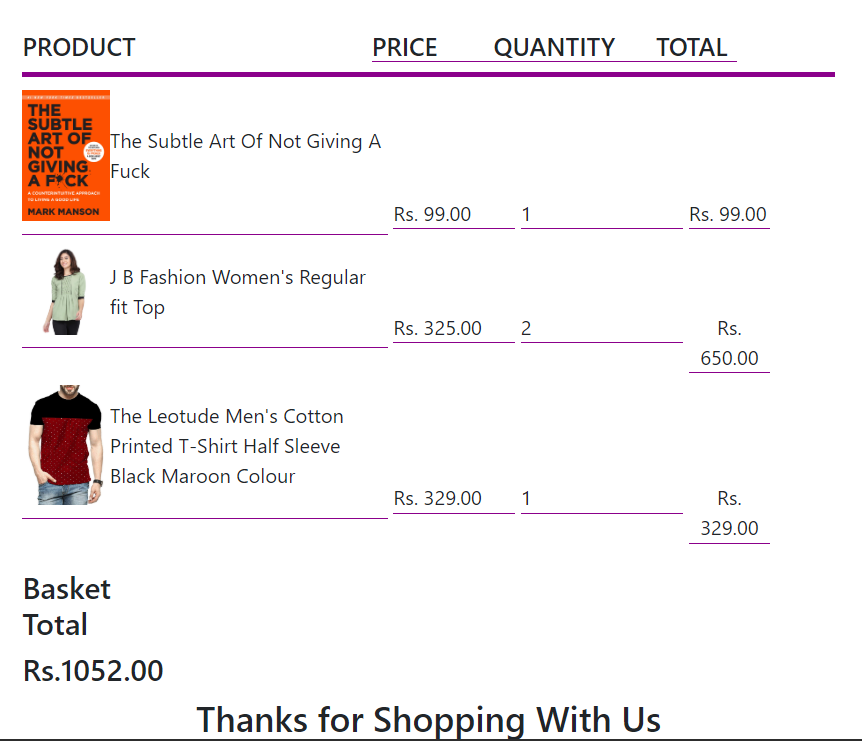 PRODUCT PRICE QUANTITY TOTAL
THE
SUBTLE
ART OF
NOT
GIVING
A F*CK
A COUNTERINTUITIVE APPROACH
TO LIVING A GOOD LIFE
MARK MANSON
The Subtle Art Of Not Giving A
Fuck
Rs. 99.00 1 Rs. 99.00
J B Fashion Women's Regular
fit Top
Rs. 325.00 2 Rs.
650.00
The Leotude Men's Cotton
Printed T-Shirt Half Sleeve
Black Maroon Colour
Rs. 329.00 1 Rs.
329.00
Basket
Total
Rs.1052.00
Thanks for Shopping With Us